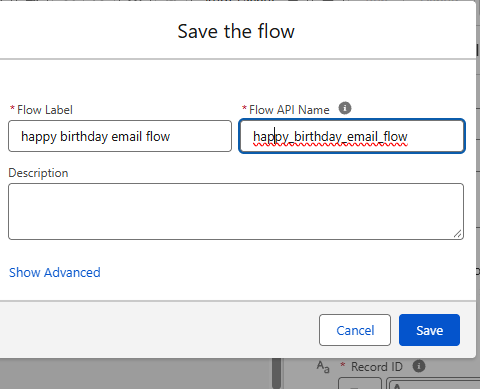 Save the flow
* Flow Label
* Flow API Name
happy birthday email flow
happy_birthday_email_flow
Description
Show Advanced
Cancel
Save
* Record ID